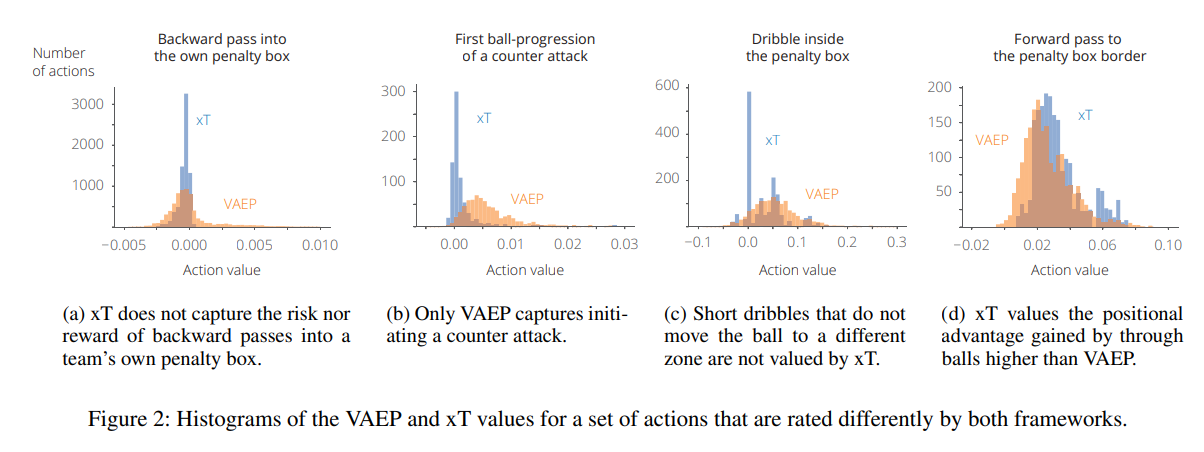 Number
of actions
Backward pass into
the own penalty box
3000
2000
1000
xT
VAEP
−0.005 0.000 0.005 0.010
Action value
First ball-progression
of a counter attack
300
200
100
xT
VAEP
0.00 0.01 0.02 0.03
Action value
Dribble inside
the penalty box
600
400
200
xT
VAEP
−0.1 0.0 0.1 0.2 0.3
Action value
Forward pass to
the penalty box border
200
150
100
50
VAEP
xT
−0.02 0.02 0.06 0.10
Action value
(a) xT does not capture the risk nor
reward of backward passes into a
team's own penalty box.
(b) Only VAEP captures initi-
ating a counter attack.
(c) Short dribbles that do not
move the ball to a different
zone are not valued by xT.
(d) xT values the positional
advantage gained by through
balls higher than VAEP.
Figure 2: Histograms of the VAEP and xT values for a set of actions that are rated differently by both frameworks.